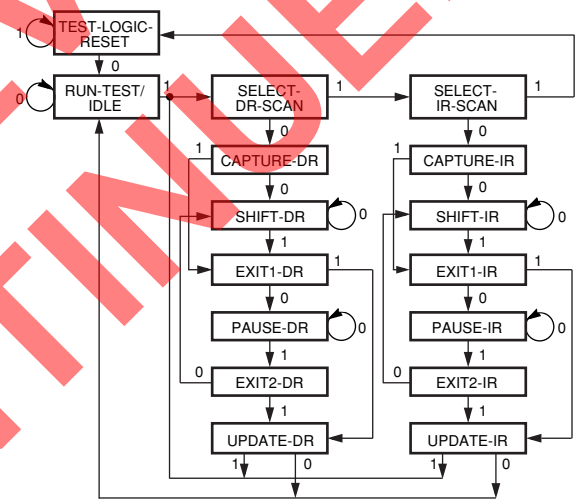 TEST-LOGIC-
RESET
1
0
RUN-TEST/
IDLE
0
1
SELECT-
DR-SCAN
1
SELECT-
IR-SCAN
1
0
0
1
CAPTURE-DR
1
CAPTURE-IR
0
0
SHIFT-DR
0
SHIFT-IR
0
1
1
EXIT1-DR
1
EXIT1-IR
1
0
0
PAUSE-DR
0
PAUSE-IR
0
1
1
0
EXIT2-DR
0
EXIT2-IR
1
1
UPDATE-DR
UPDATE-IR
1
0
1
0
TINUE